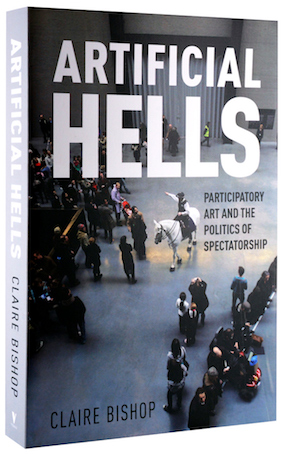 ARTIFICIAL
HELLS
PARTICIPATORY
ART AND THE
POLITICS OF
SPECTATORSHIP
CLAIRE BISHOP
ARTIFICIAL HELLS
CLAIRE BISHOP
V